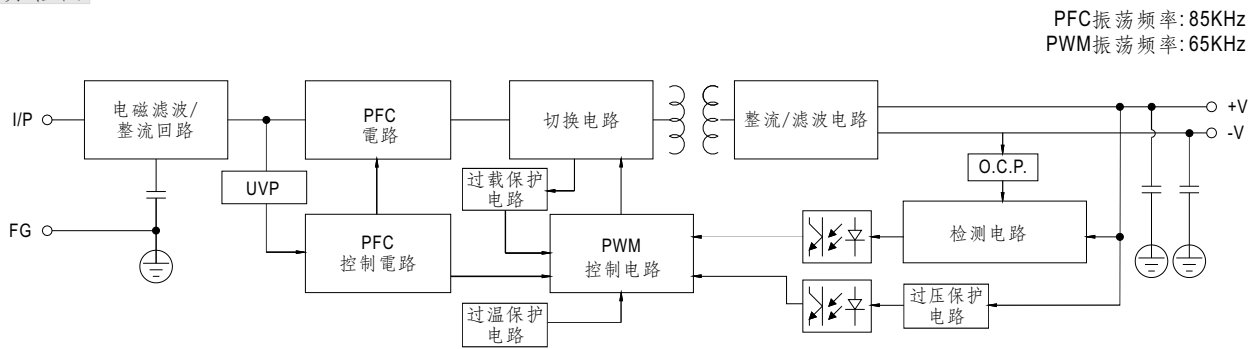 PFC振荡频率: 85KHz
PWM振荡频率: 65KHz
I/P
电磁滤波/
整流回路
PFC
電路
切换电路
整流/滤波电路
+V
-V
UVP
过载保护
电路
O.C.P.
FG
PFC
控制電路
PWM
控制电路
检测电路
过温保护
电路
过压保护
电路